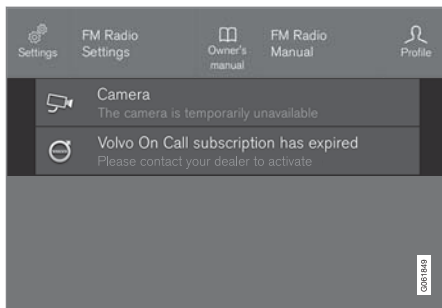 Settings
FM Radio
Settings
Owner's
manual
FM Radio
Manual
Profile
Camera
The camera is temporarily unavailable
Volvo On Call subscription has expired
Please contact your dealer to activate
G061849